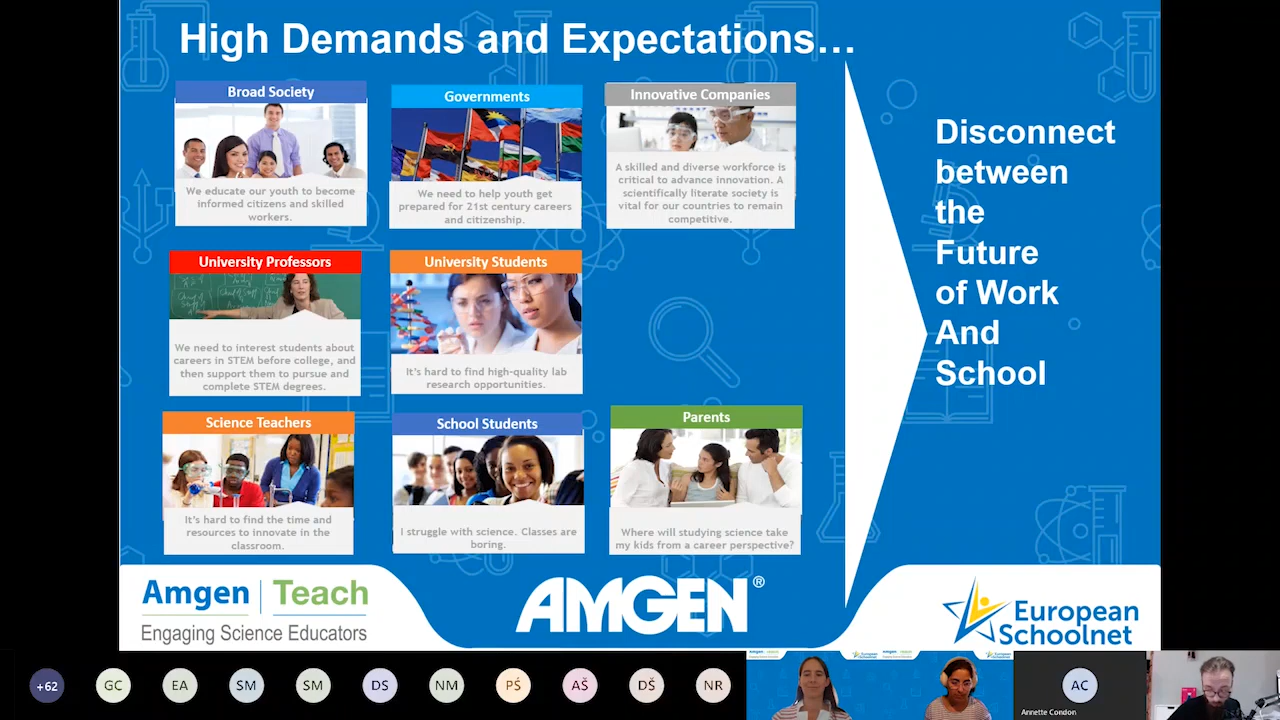 High Demands and Expectations…
Broad Society
We educate our youth to become
informed citizens and skilled
workers.
Governments
We need to help youth get
prepared for 21st century careers
and citizenship.
Innovative Companies
A skilled and diverse workforce is
critical to advance innovation. A
scientifically literate society is
vital for our countries to remain
competitive.
University Professors
We need to interest students about
careers in STEM before college, and
then support them to pursue and
complete STEM degrees.
University Students
It's hard to find high-quality lab
research opportunities.
Science Teachers
It's hard to find the time and
resources to innovate in the
classroom.
School Students
I struggle with science. Classes are
boring.
Parents
Where will studying science take
my kids from a career perspective?
Disconnect
between
the
Future
of Work
And
School
Amgen Teach
Engaging Science Educators
AMGEN®
European
Schoolnet
+62 GC EA SM SM DS NM PŚ AŠ DŠ NR
AC
Annette Condon